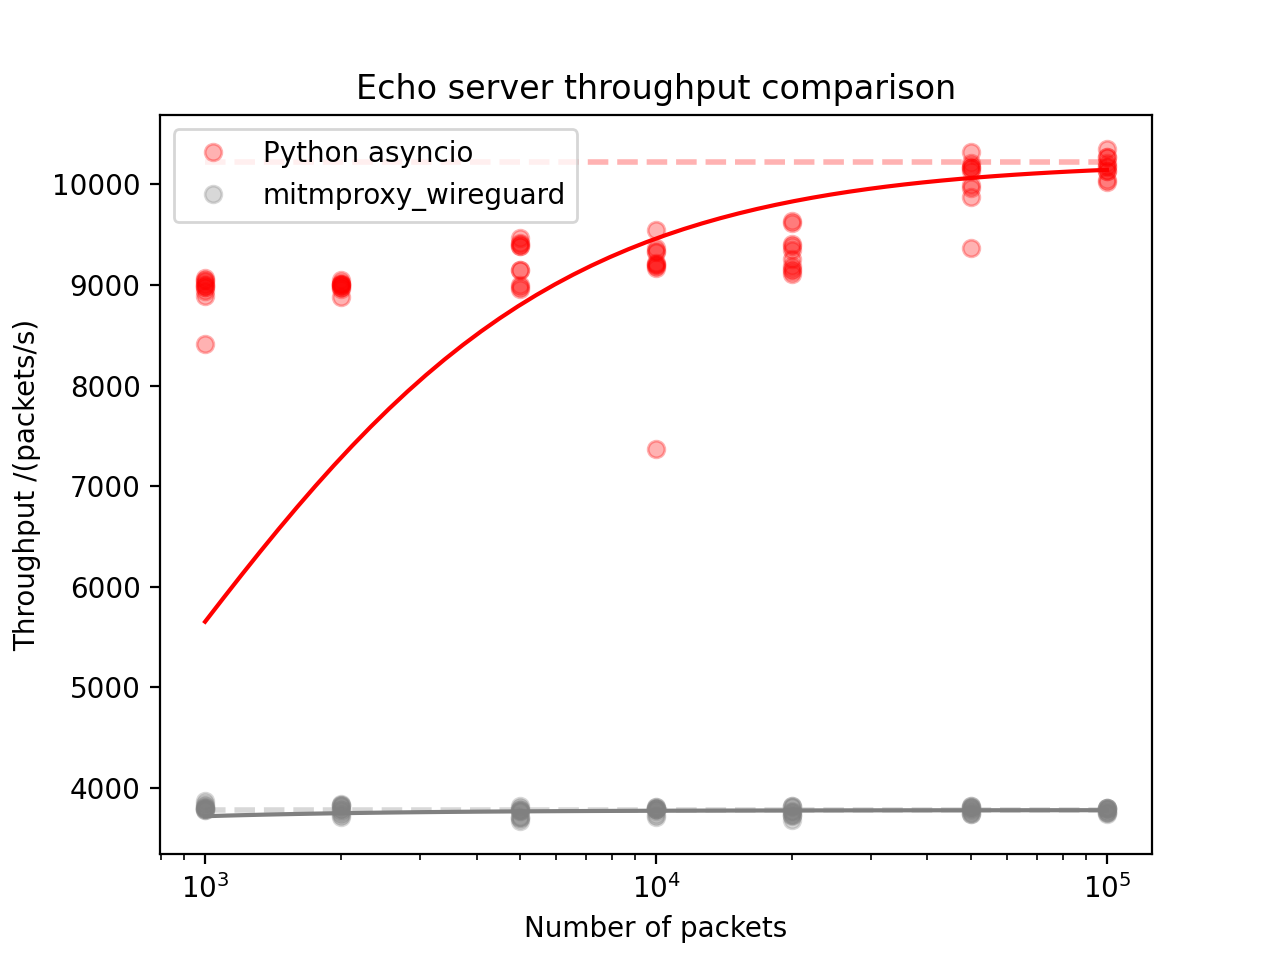 Echo server throughput comparison
Python asyncio
mitmproxy_wireguard
Throughput /(packets/s)
10000
9000
8000
7000
6000
5000
4000
10³
10⁴
10⁵
Number of packets